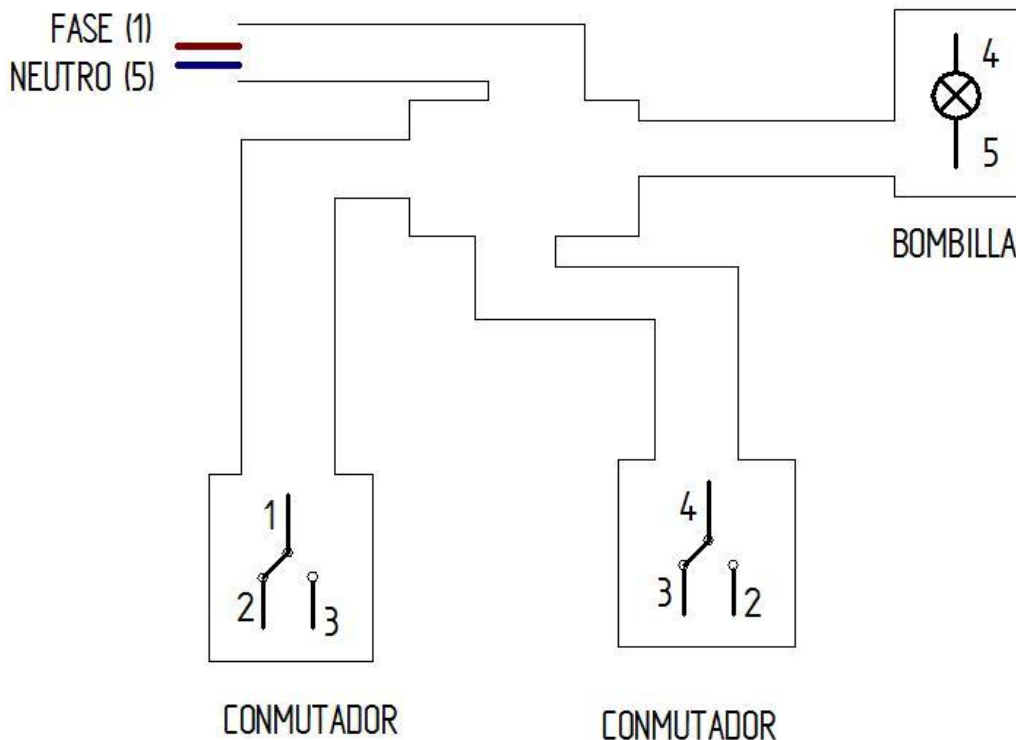 FASE (1)
NEUTRO (5)
4
5
BOMBILLA
1
2
3
4
3
2
CONMUTADOR
CONMUTADOR